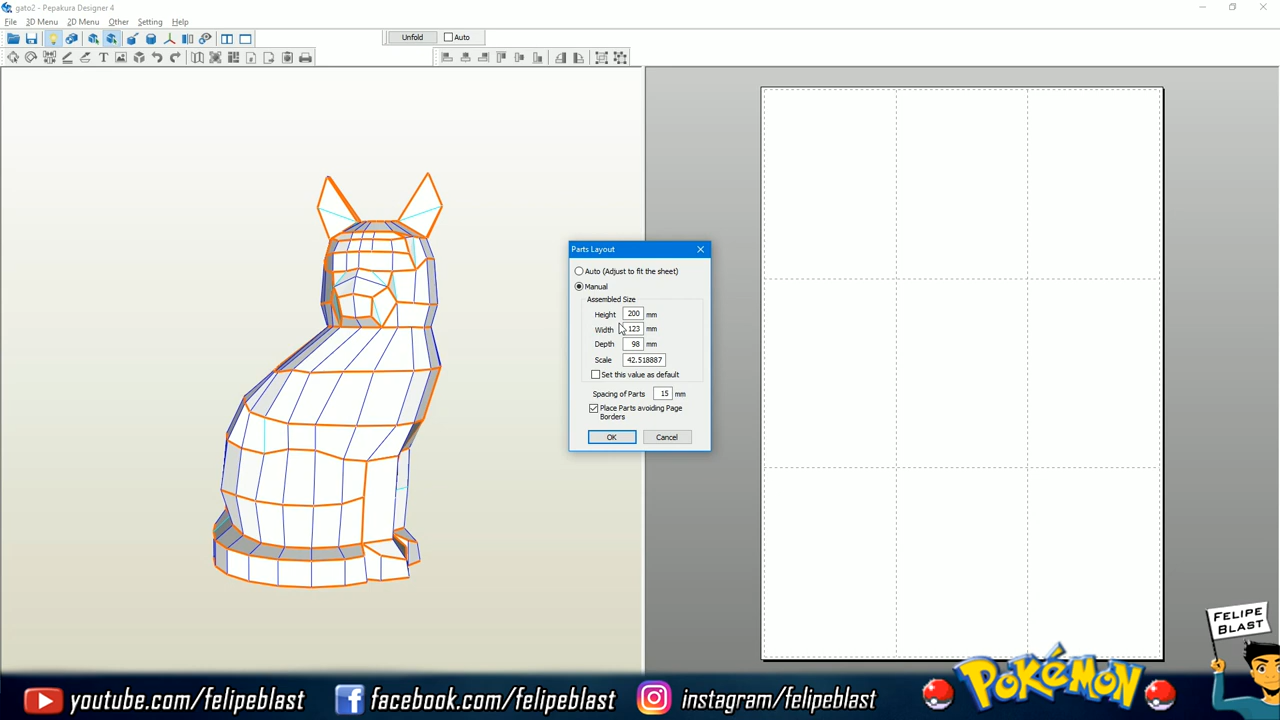 gato2 - Pepakura Designer 4
File 3D Menu 2D Menu Other Setting Help
Unfold Auto
Parts Layout
Auto (Adjust to fit the sheet)
Manual
Assembled Size
Height 200 mm
Width 123 mm
Depth 98 mm
Scale 42.518887
Set this value as default
Spacing of Parts 15 mm
Place Parts avoiding Page
Borders
OK Cancel
FELIPE
BLAST
youtube.com/felipeblast facebook.com/felipeblast instagram/felipeblast POKéMON